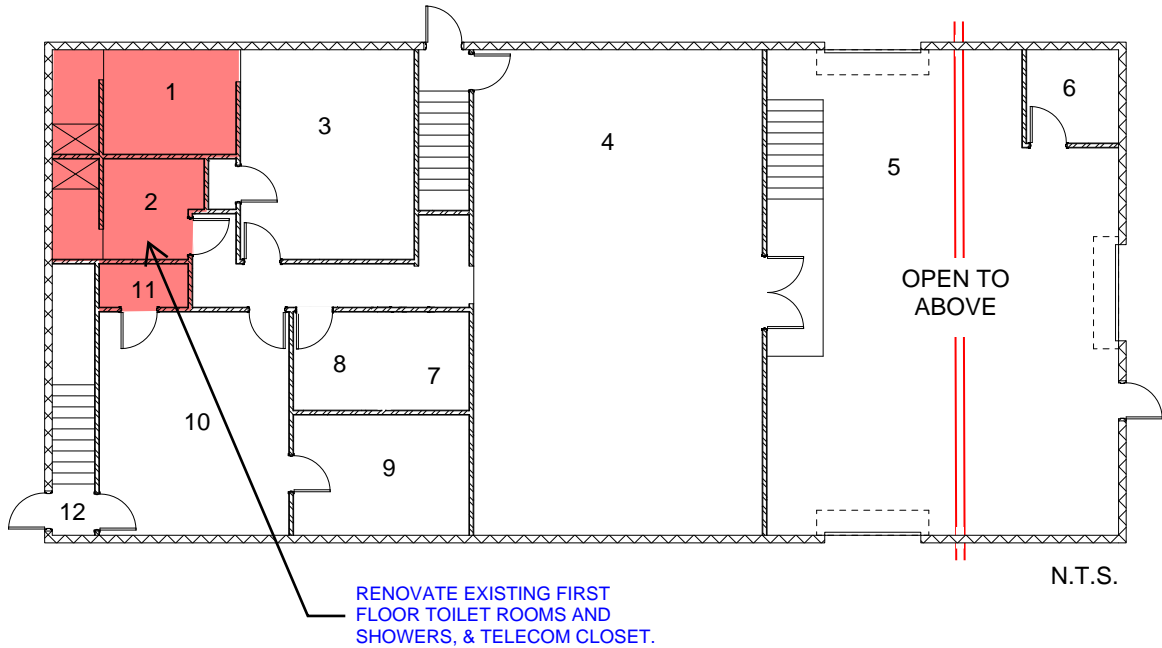 1
2
3
4
5
6
OPEN TO
ABOVE
11
8
7
10
9
12
N.T.S.
RENOVATE EXISTING FIRST
FLOOR TOILET ROOMS AND
SHOWERS, & TELECOM CLOSET.